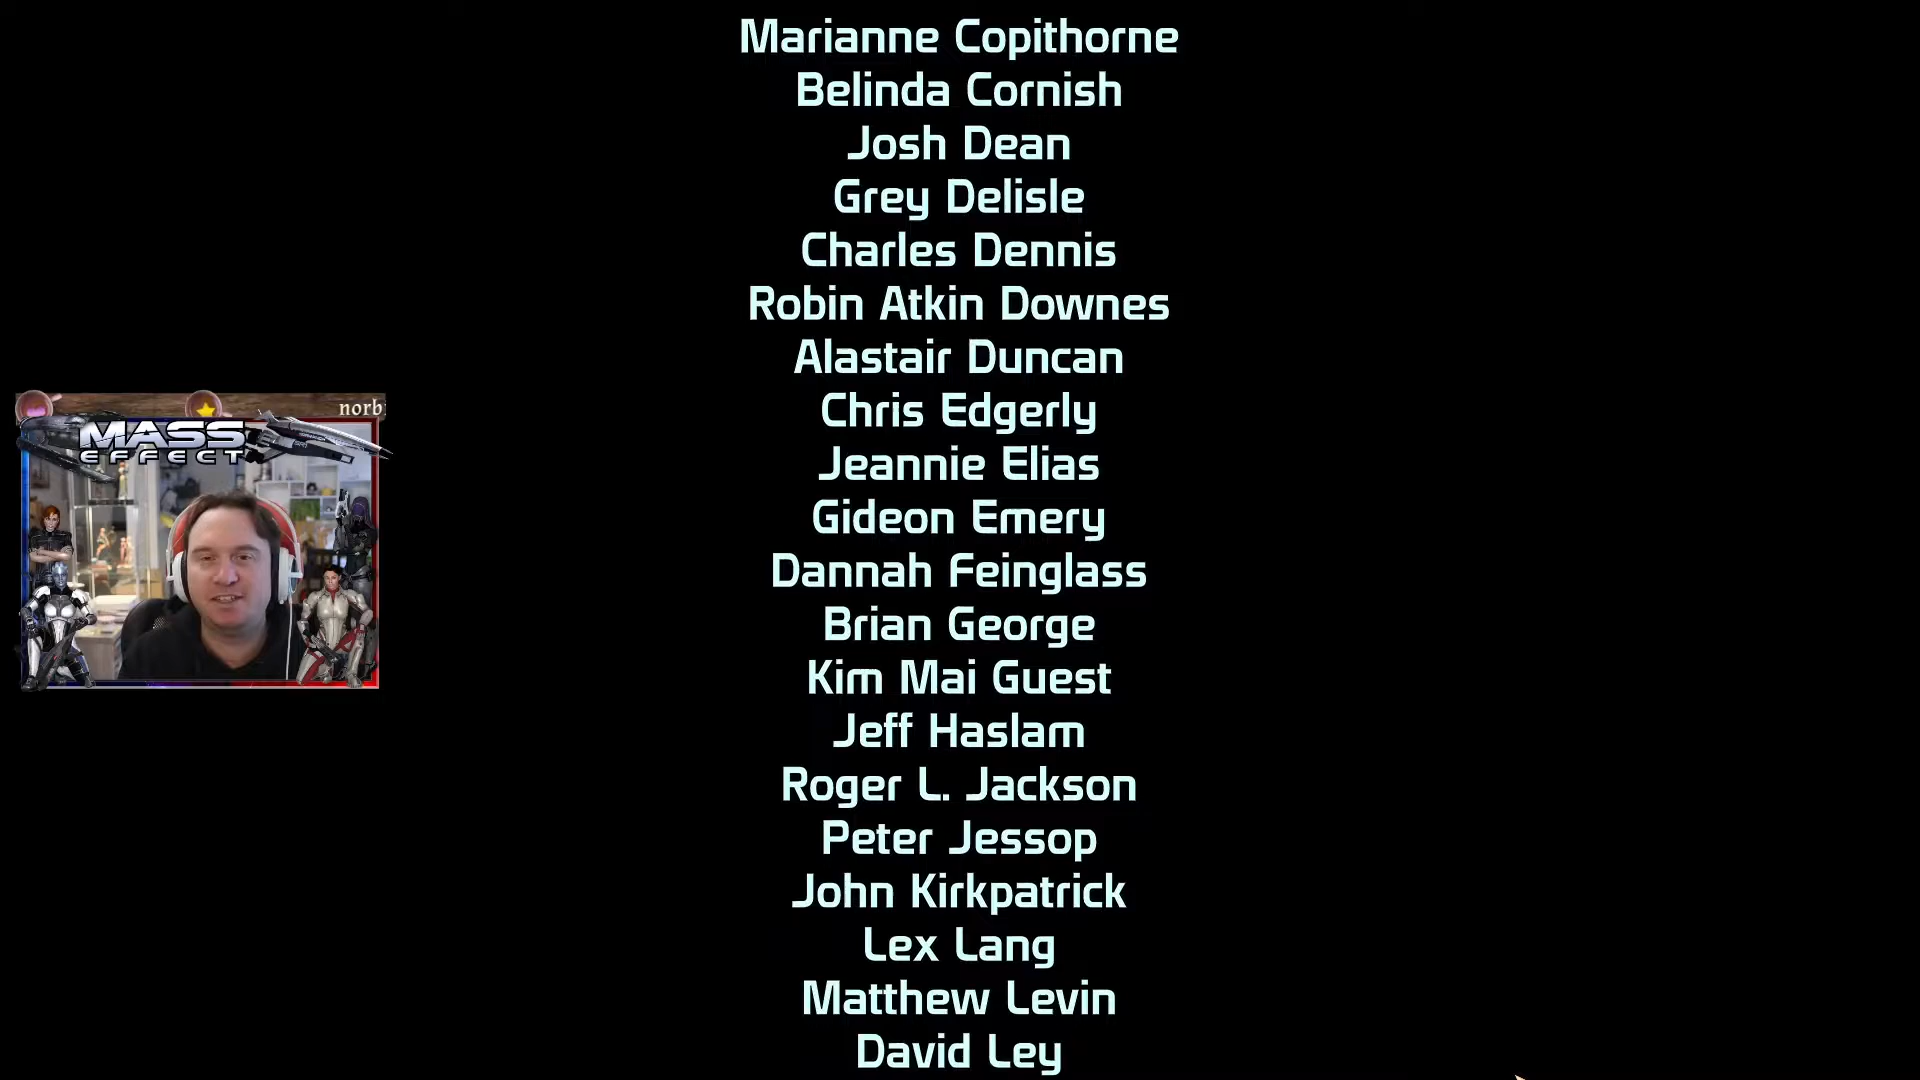 Marianne Copithorne
Belinda Cornish
Josh Dean
Grey Delisle
Charles Dennis
Robin Atkin Downes
Alastair Duncan
Chris Edgerly
Jeannie Elias
Gideon Emery
Dannah Feinglass
Brian George
Kim Mai Guest
Jeff Haslam
Roger L. Jackson
Peter Jessop
John Kirkpatrick
Lex Lang
Matthew Levin
David Ley
norbi
MASS
EFFECT